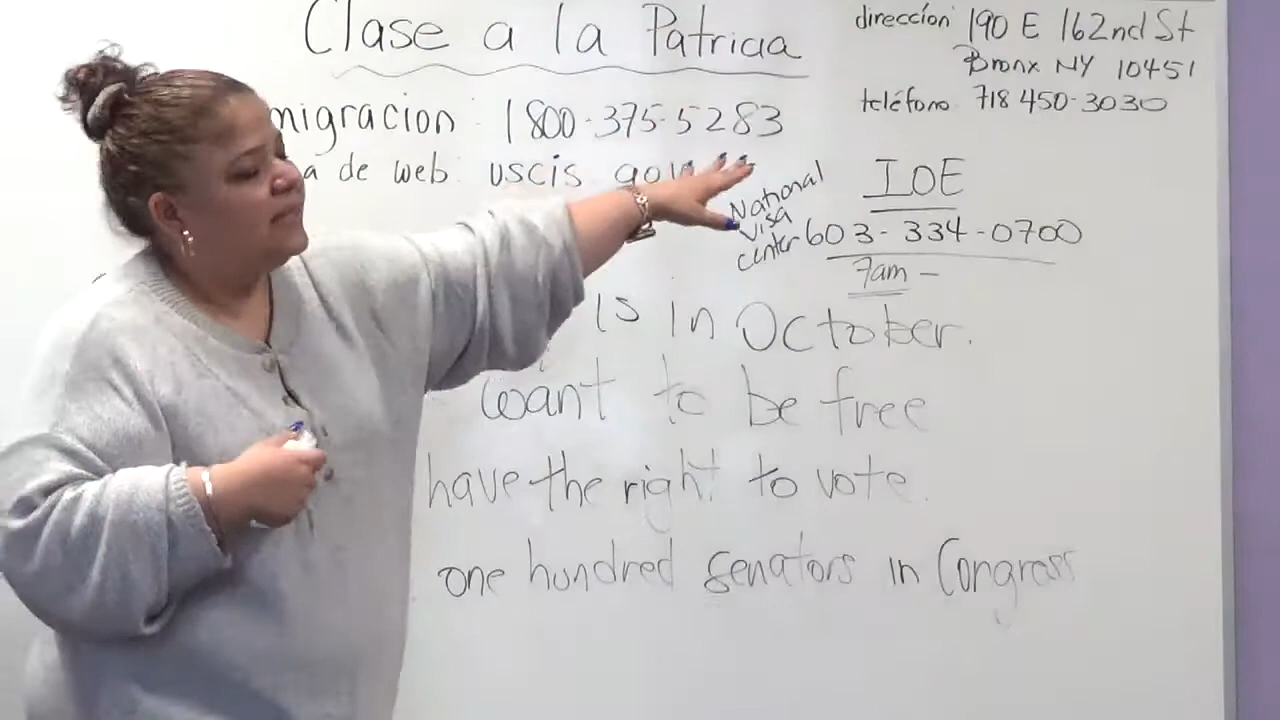 Clase a la Patricia
migracion : 1800-375-5283
a de web: uscis gov
dirección: 190 E 162nd St
Bronx NY 10451
teléfono: 718 450-3030
IOE
National
Visa
Center 603-334-0700
7am -
is in October.
want to be free
have the right to vote.
one hundred senators in Congress